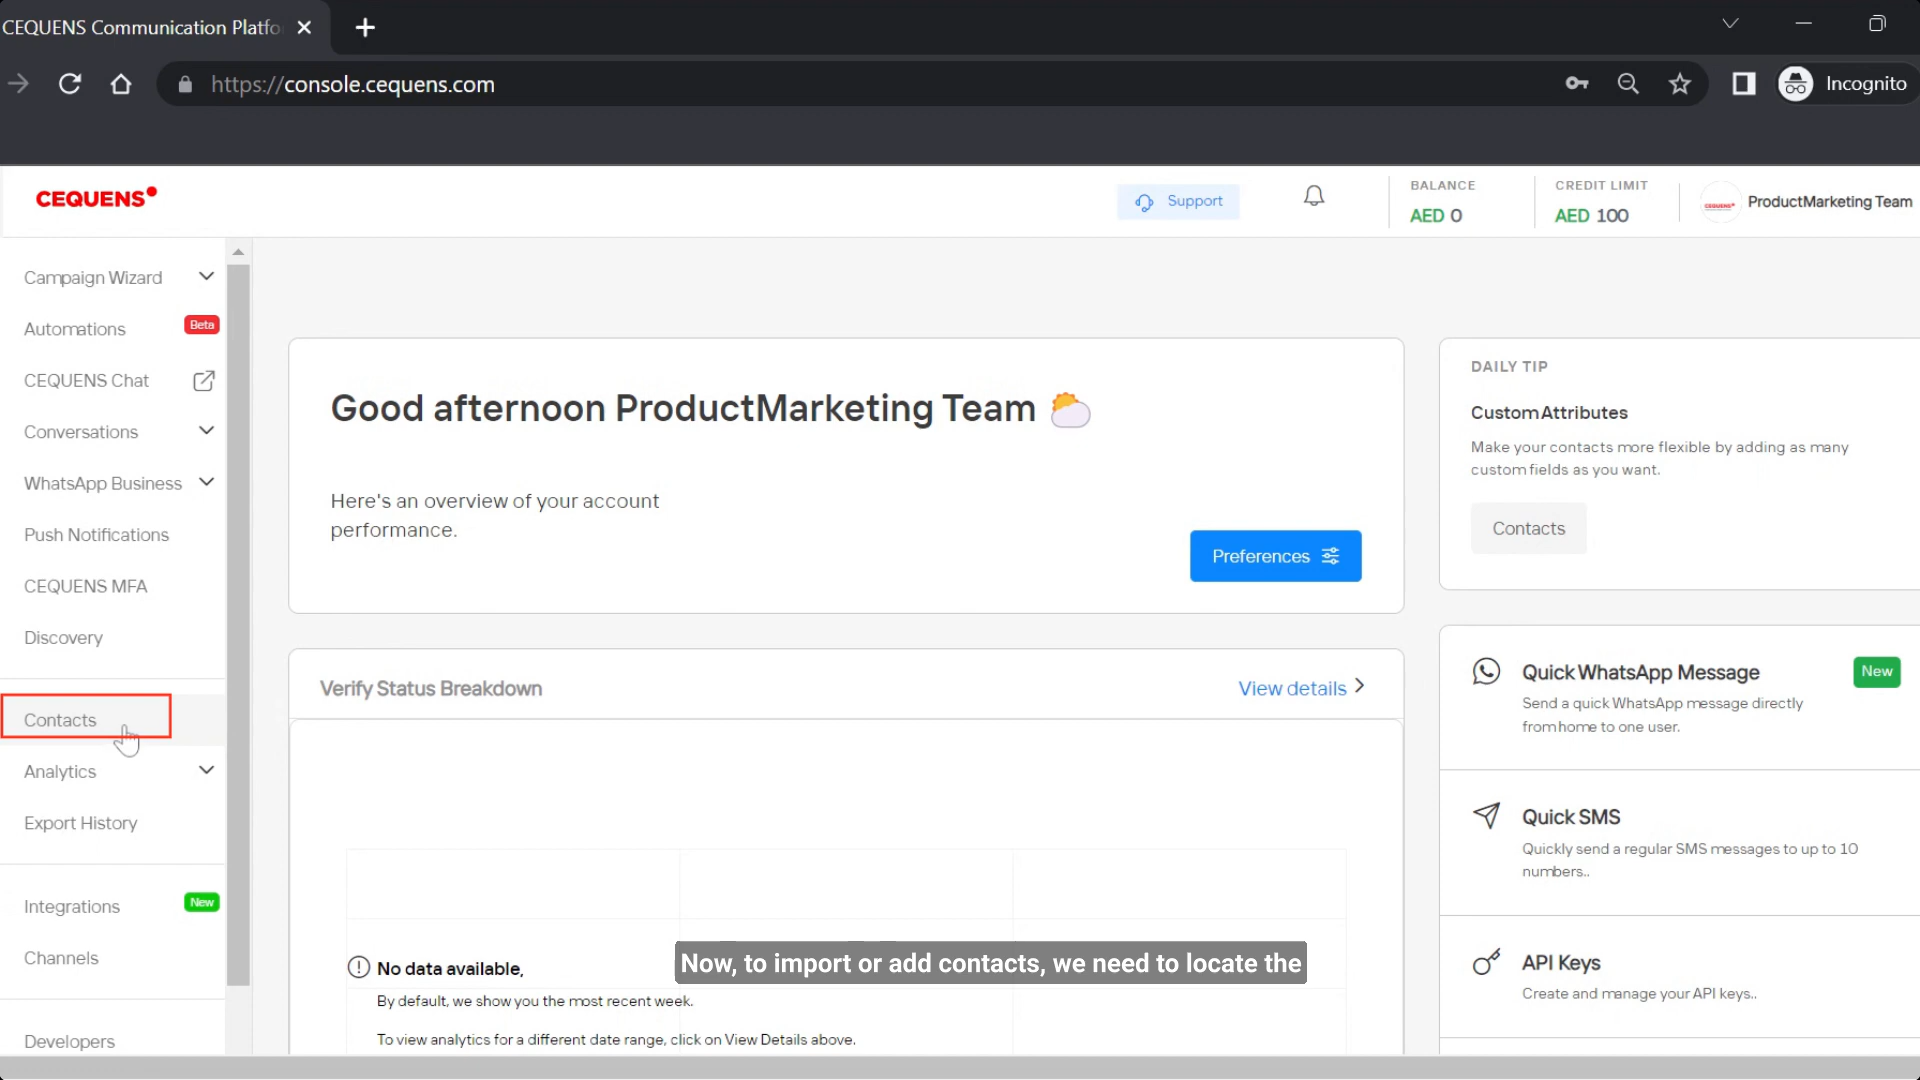 CEQUENS Communication Platfo
https://console.cequens.com
Incognito
CEQUENS
Support
BALANCE
AED 0
CREDIT LIMIT
AED 100
CEQUENS
ProductMarketing Team
Campaign Wizard
Automations
Beta
CEQUENS Chat
Conversations
WhatsApp Business
Push Notifications
CEQUENS MFA
Discovery
Contacts
Analytics
Export History
Integrations
New
Channels
Developers
Good afternoon ProductMarketing Team
Here's an overview of your account
performance.
Preferences
Verify Status Breakdown
View details
No data available,
By default, we show you the most recent week.
To view analytics for a different date range, click on View Details above.
Now, to import or add contacts, we need to locate the
DAILY TIP
Custom Attributes
Make your contacts more flexible by adding as many
custom fields as you want.
Contacts
Quick WhatsApp Message
New
Send a quick WhatsApp message directly
from home to one user.
Quick SMS
Quickly send a regular SMS messages to up to 10
numbers..
API Keys
Create and manage your API keys..